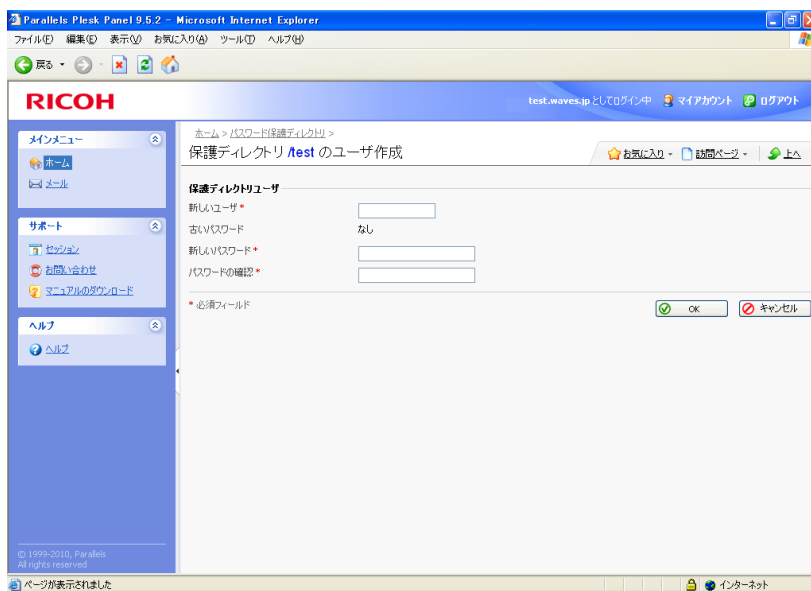 Parallels Plesk Panel 9.5.2 - Microsoft Internet Explorer
ファイル(F) 編集(E) 表示(V) お気に入り(A) ツール(T) ヘルプ(H)
戻る
RICOH
test.waves.jp としてログイン中 マイアカウント ログアウト
メインメニュー
ホーム
メール
サポート
セッション
お問い合わせ
マニュアルのダウンロード
ヘルプ
ヘルプ
© 1999-2010, Parallels
All rights reserved
ホーム > パスワード保護ディレクトリ >
保護ディレクトリ /test のユーザ作成
お気に入り 訪問ページ 上へ
保護ディレクトリユーザ
新しいユーザ *
古いパスワード なし
新しいパスワード *
パスワードの確認 *
* 必須フィールド
OK キャンセル
ページが表示されました インターネット